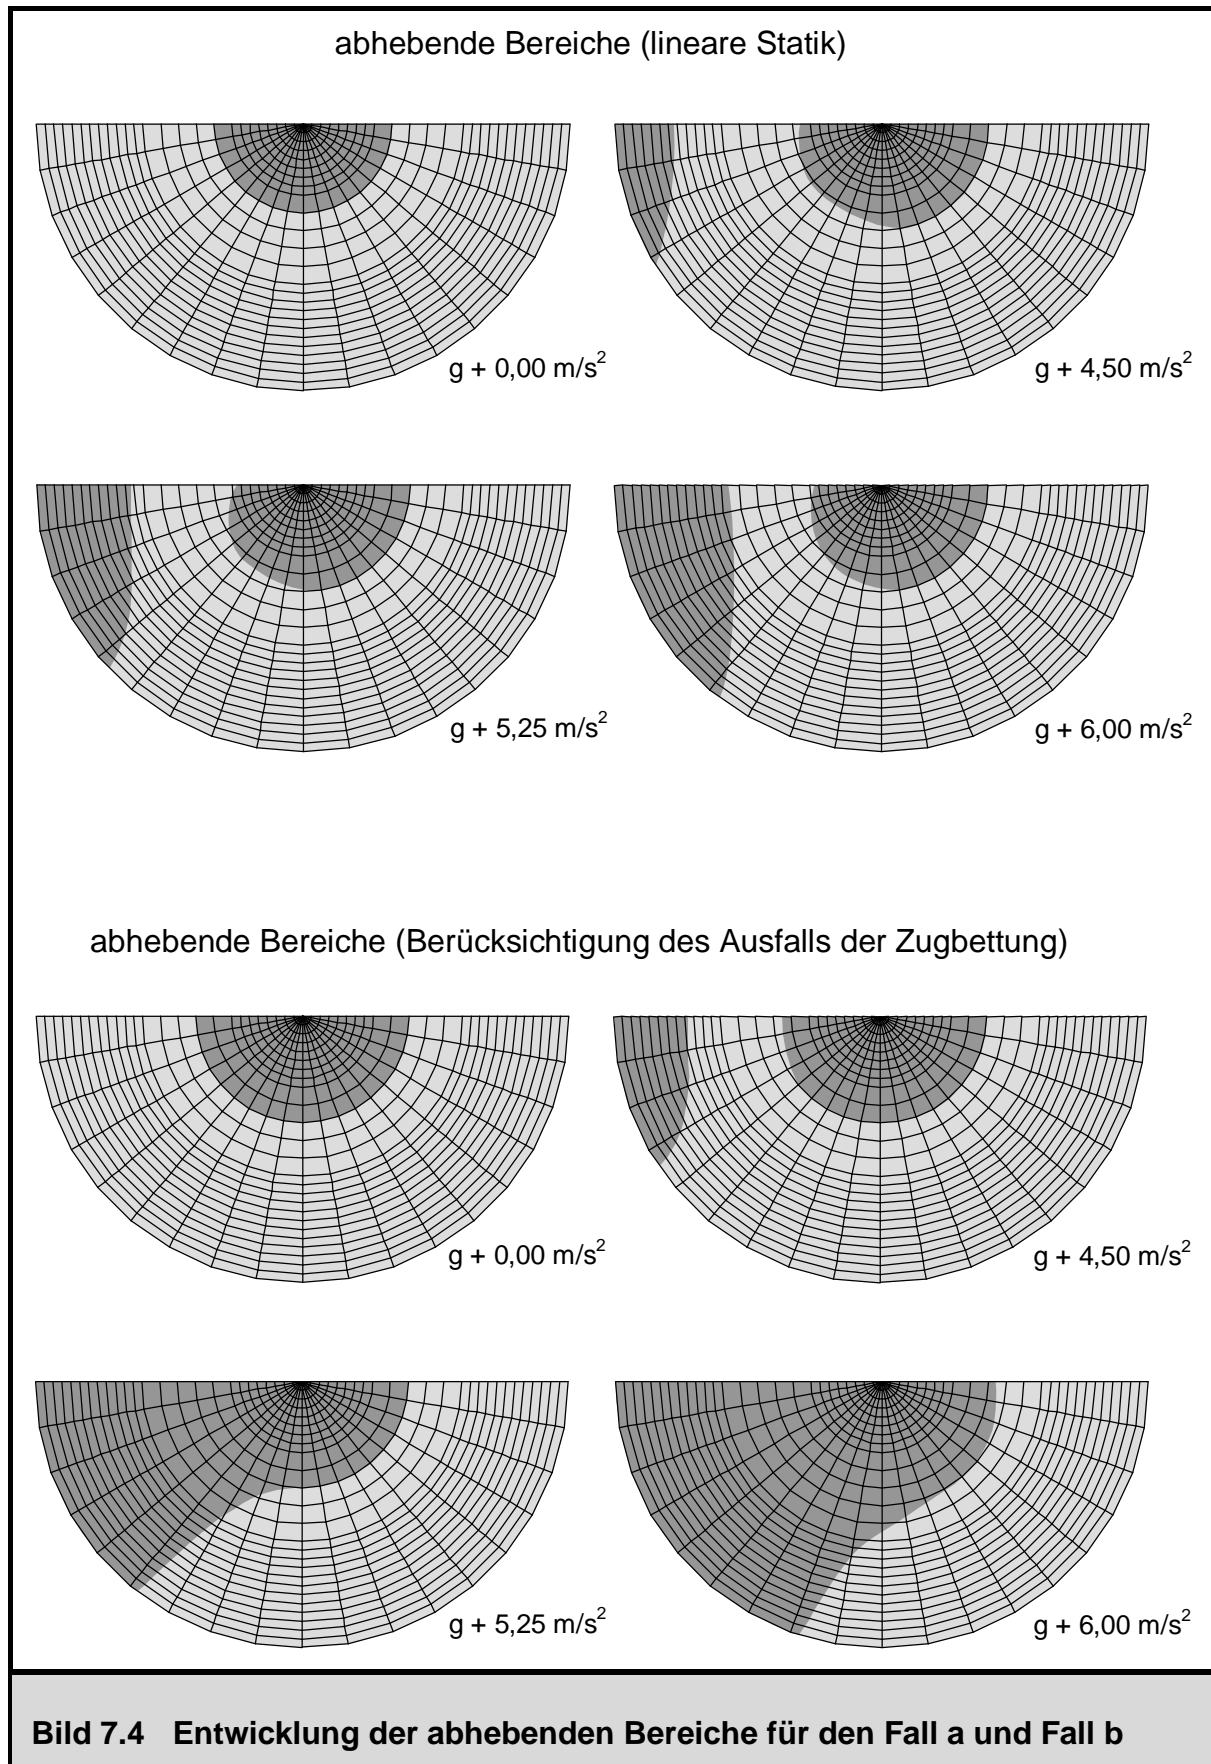 abhebende Bereiche (lineare Statik)
g + 0,00 m/s²
g + 4,50 m/s²
g + 5,25 m/s²
g + 6,00 m/s²
abhebende Bereiche (Berücksichtigung des Ausfalls der Zugbettung)
g + 0,00 m/s²
g + 4,50 m/s²
g + 5,25 m/s²
g + 6,00 m/s²
Bild 7.4 Entwicklung der abhebenden Bereiche für den Fall a und Fall b